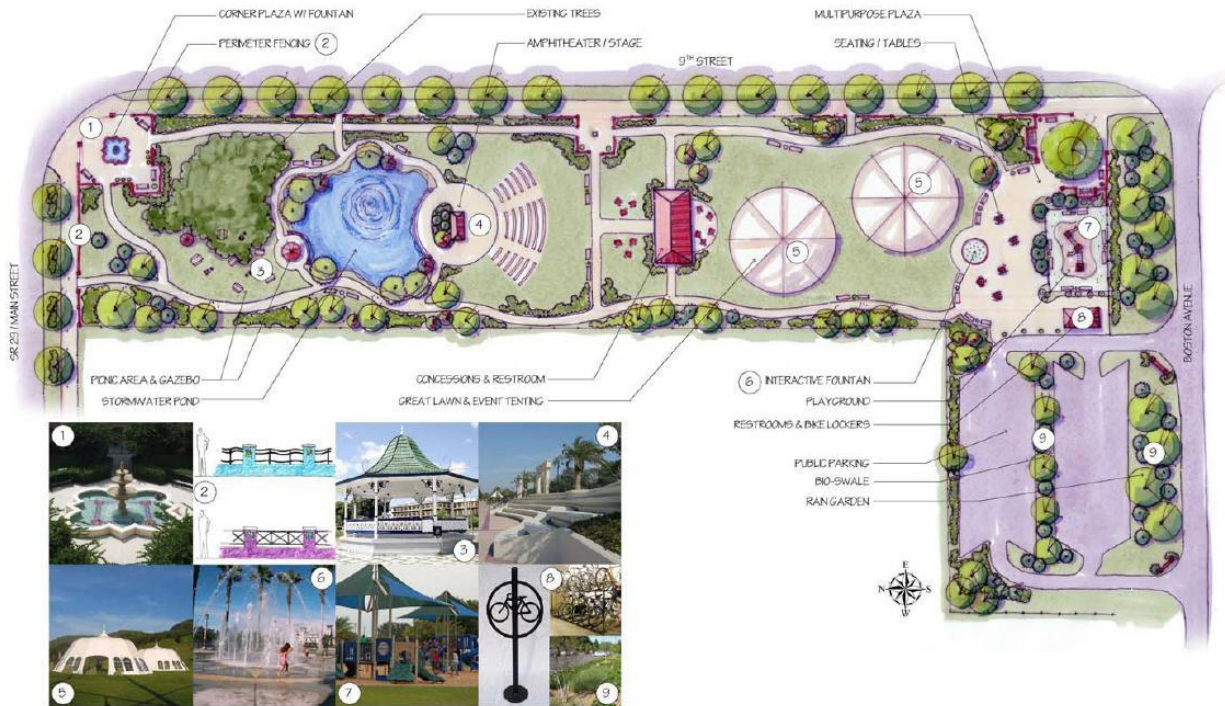 CORNER PLAZA W/ FOUNTAIN
PERIMETER FENCING 2
EXISTING TREES
AMPHITHEATER / STAGE
9TH STREET
MULTIPURPOSE PLAZA
SEATING / TABLES
1
2
3
4
5
5
7
8
9
9
SR 29 / MAIN STREET
BOSTON AVENUE
PICNIC AREA & GAZEBO
STORMWATER POND
CONCESSIONS & RESTROOM
GREAT LAWN & EVENT TENTING
6 INTERACTIVE FOUNTAN
PLAYGROUND
RESTROOMS & BIKE LOCKERS
PUBLIC PARKING
BIO-SWALE
RAIN GARDEN
N E S W
1
2
3
4
5
6
7
8
9